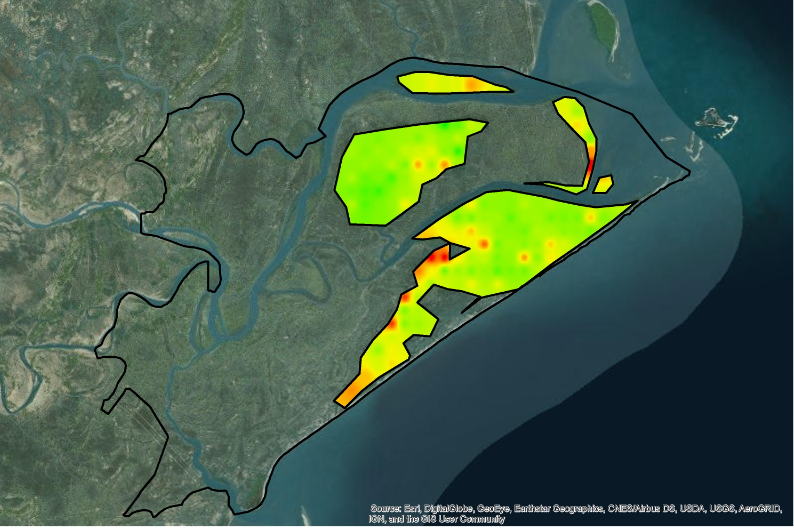 Source: Esri, DigitalGlobe, GeoEye, Earthstar Geographics, CNES/Airbus DS, USDA, USGS, AeroGRID,
IGN, and the GIS User Community